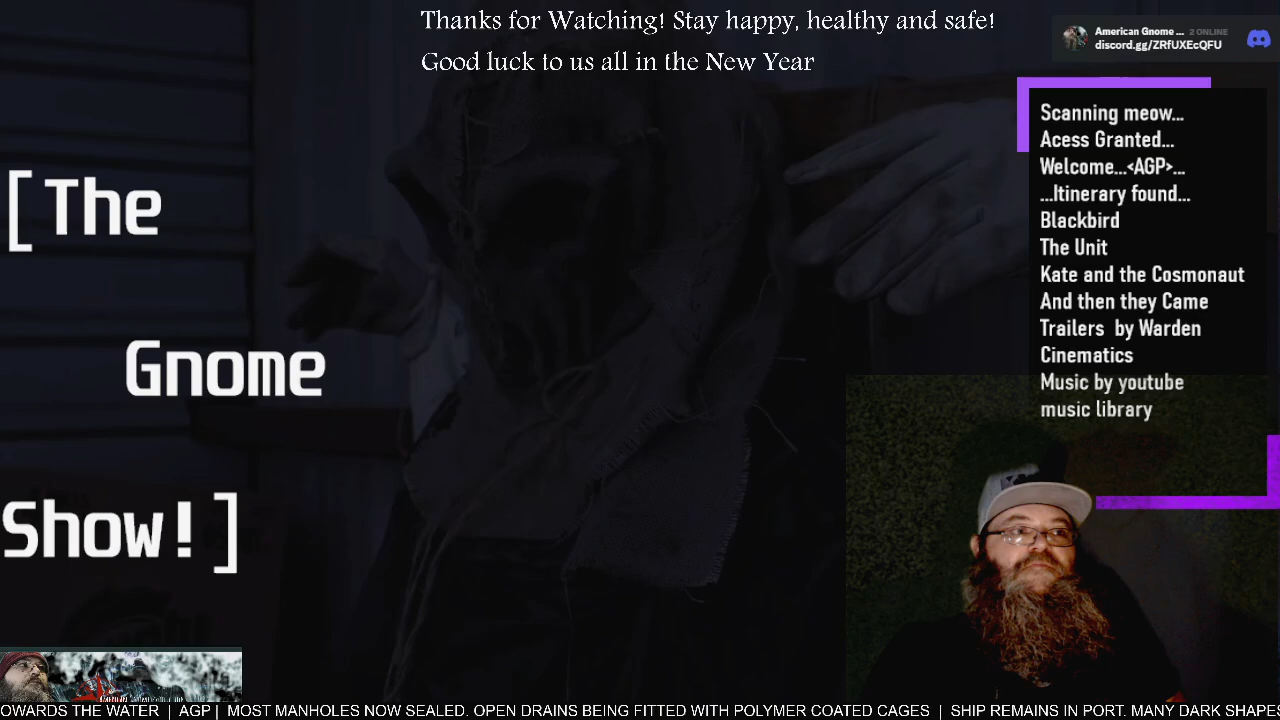 Thanks for Watching! Stay happy, healthy and safe!
Good luck to us all in the New Year
American Gnome ... 2 ONLINE
discord.gg/ZRfUXEcQFU
Scanning meow...
Acess Granted...
Welcome...<AGP>...
...Itinerary found...
Blackbird
The Unit
Kate and the Cosmonaut
And then they Came
Trailers by Warden
Cinematics
Music by youtube
music library
[The
Gnome
Show!]
OWARDS THE WATER | AGP | MOST MANHOLES NOW SEALED. OPEN DRAINS BEING FITTED WITH POLYMER COATED CAGES | SHIP REMAINS IN PORT. MANY DARK SHAPES